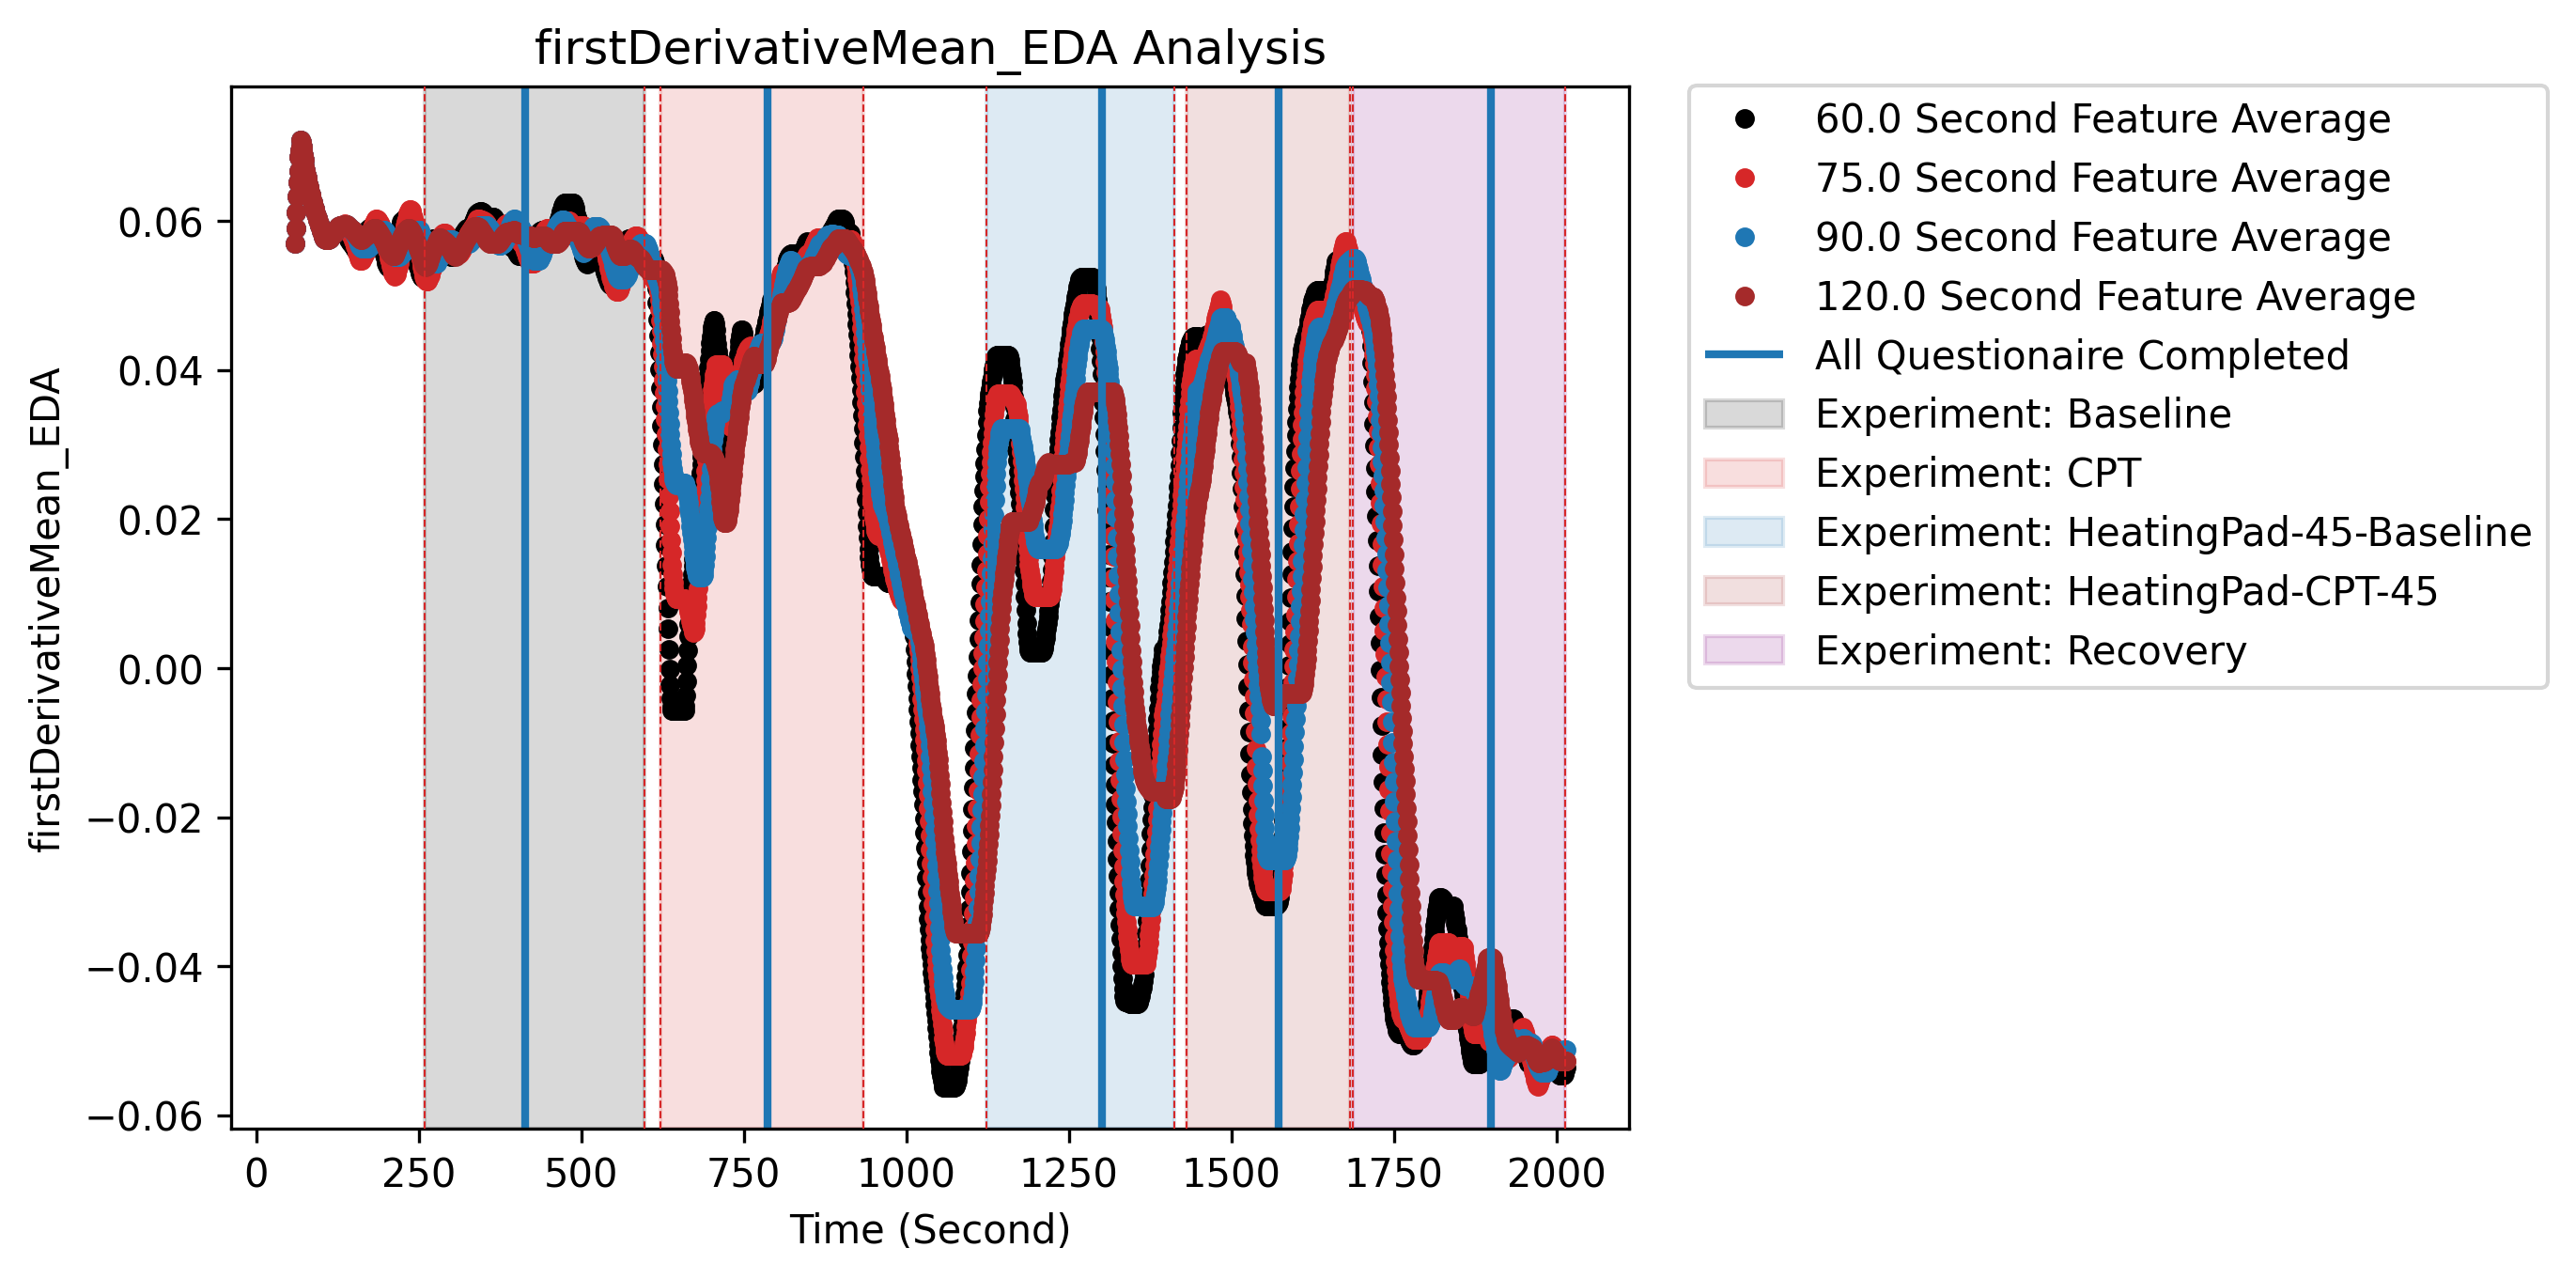 firstDerivativeMean_EDA Analysis
firstDerivativeMean_EDA
0.06
0.04
0.02
0.00
−0.02
−0.04
−0.06
0 250 500 750 1000 1250 1500 1750 2000
Time (Second)
60.0 Second Feature Average
75.0 Second Feature Average
90.0 Second Feature Average
120.0 Second Feature Average
All Questionaire Completed
Experiment: Baseline
Experiment: CPT
Experiment: HeatingPad-45-Baseline
Experiment: HeatingPad-CPT-45
Experiment: Recovery